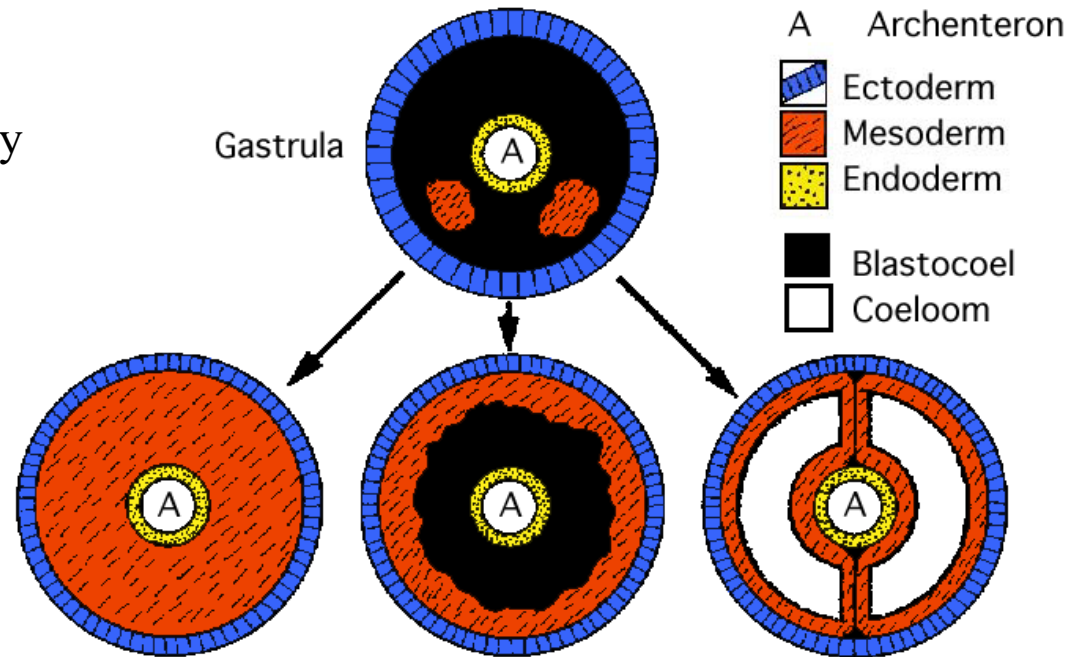 A Archenteron
Ectoderm
y
Gastrula
A
Mesoderm
Endoderm
Blastocoel
Coeloom
A
A
A